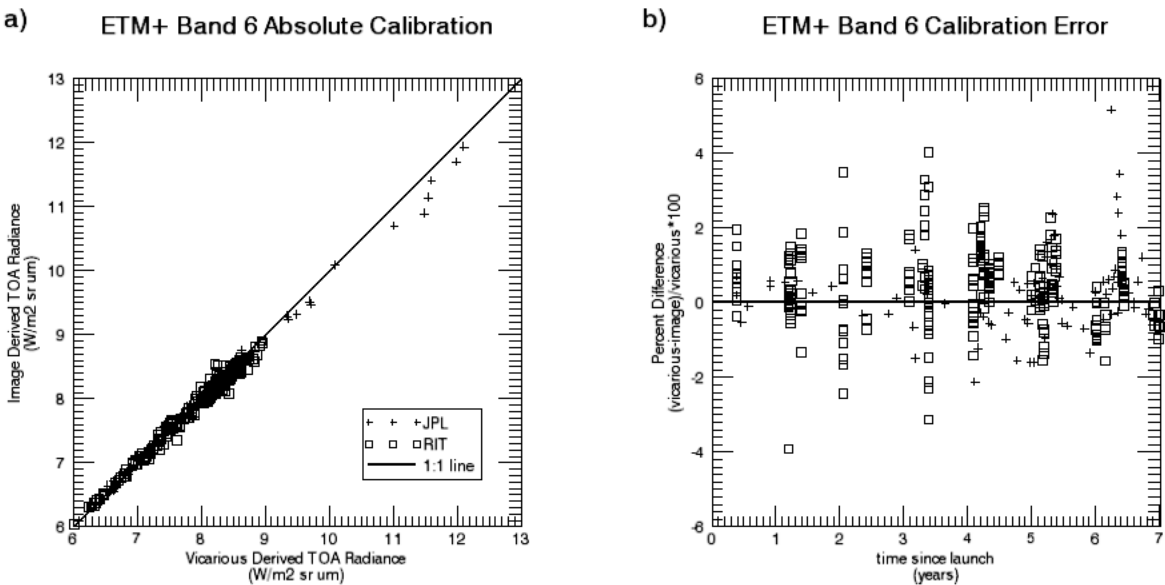 a)
ETM+ Band 6 Absolute Calibration
13
12
11
10
9
8
7
6
Image Derived TOA Radiance
(W/m2 sr um)
JPL
RIT
1:1 line
6 7 8 9 10 11 12 13
Vicarious Derived TOA Radiance
(W/m2 sr um)
b)
ETM+ Band 6 Calibration Error
6
4
2
0
-2
-4
-6
Percent Difference
(vicarious-image)/vicarious*100
0 1 2 3 4 5 6 7
time since launch
(years)